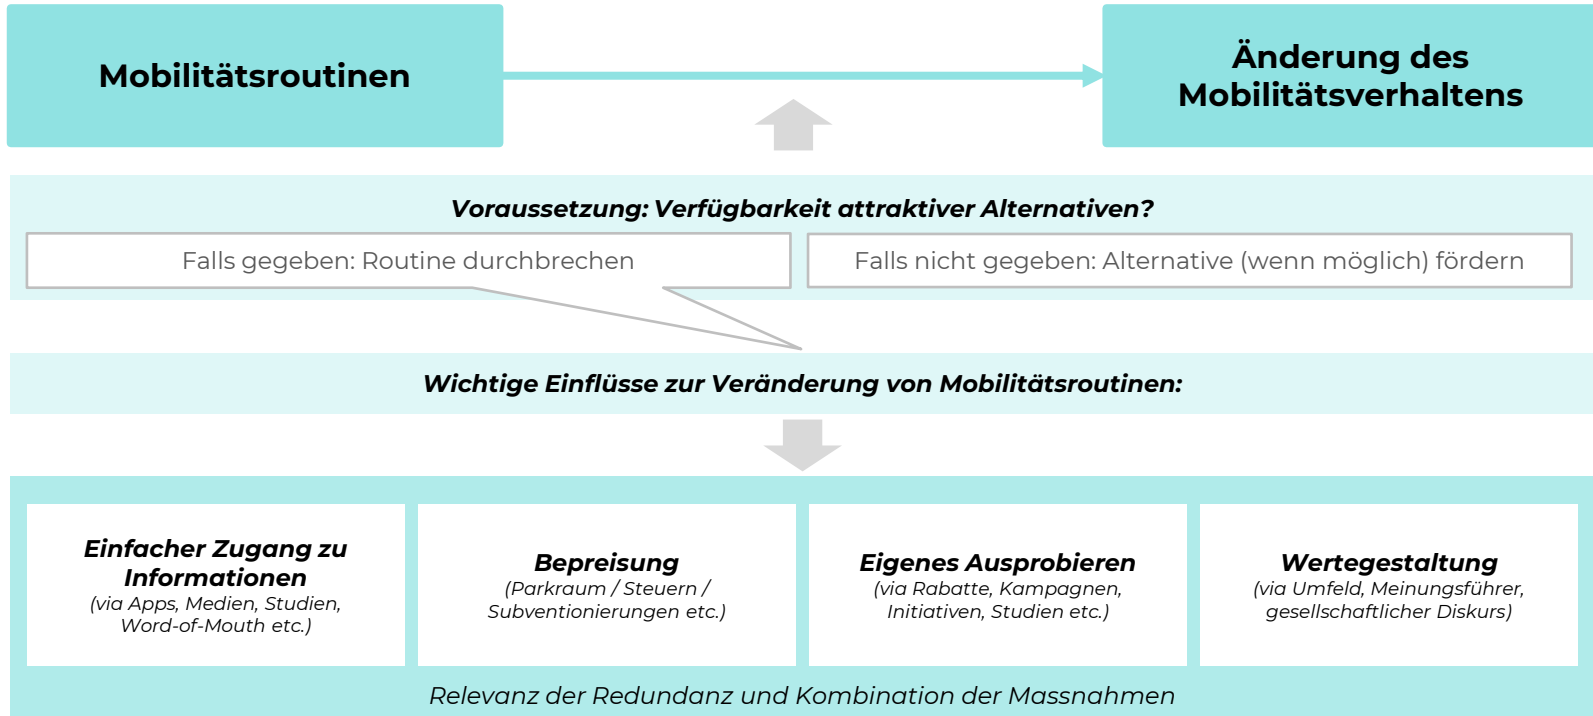 Mobilitätsroutinen
Änderung des
Mobilitätsverhaltens
Voraussetzung: Verfügbarkeit attraktiver Alternativen?
Falls gegeben: Routine durchbrechen
Falls nicht gegeben: Alternative (wenn möglich) fördern
Wichtige Einflüsse zur Veränderung von Mobilitätsroutinen:
Einfacher Zugang zu
Informationen
(via Apps, Medien, Studien,
Word-of-Mouth etc.)
Bepreisung
(Parkraum / Steuern /
Subventionierungen etc.)
Eigenes Ausprobieren
(via Rabatte, Kampagnen,
Initiativen, Studien etc.)
Wertegestaltung
(via Umfeld, Meinungsführer,
gesellschaftlicher Diskurs)
Relevanz der Redundanz und Kombination der Massnahmen